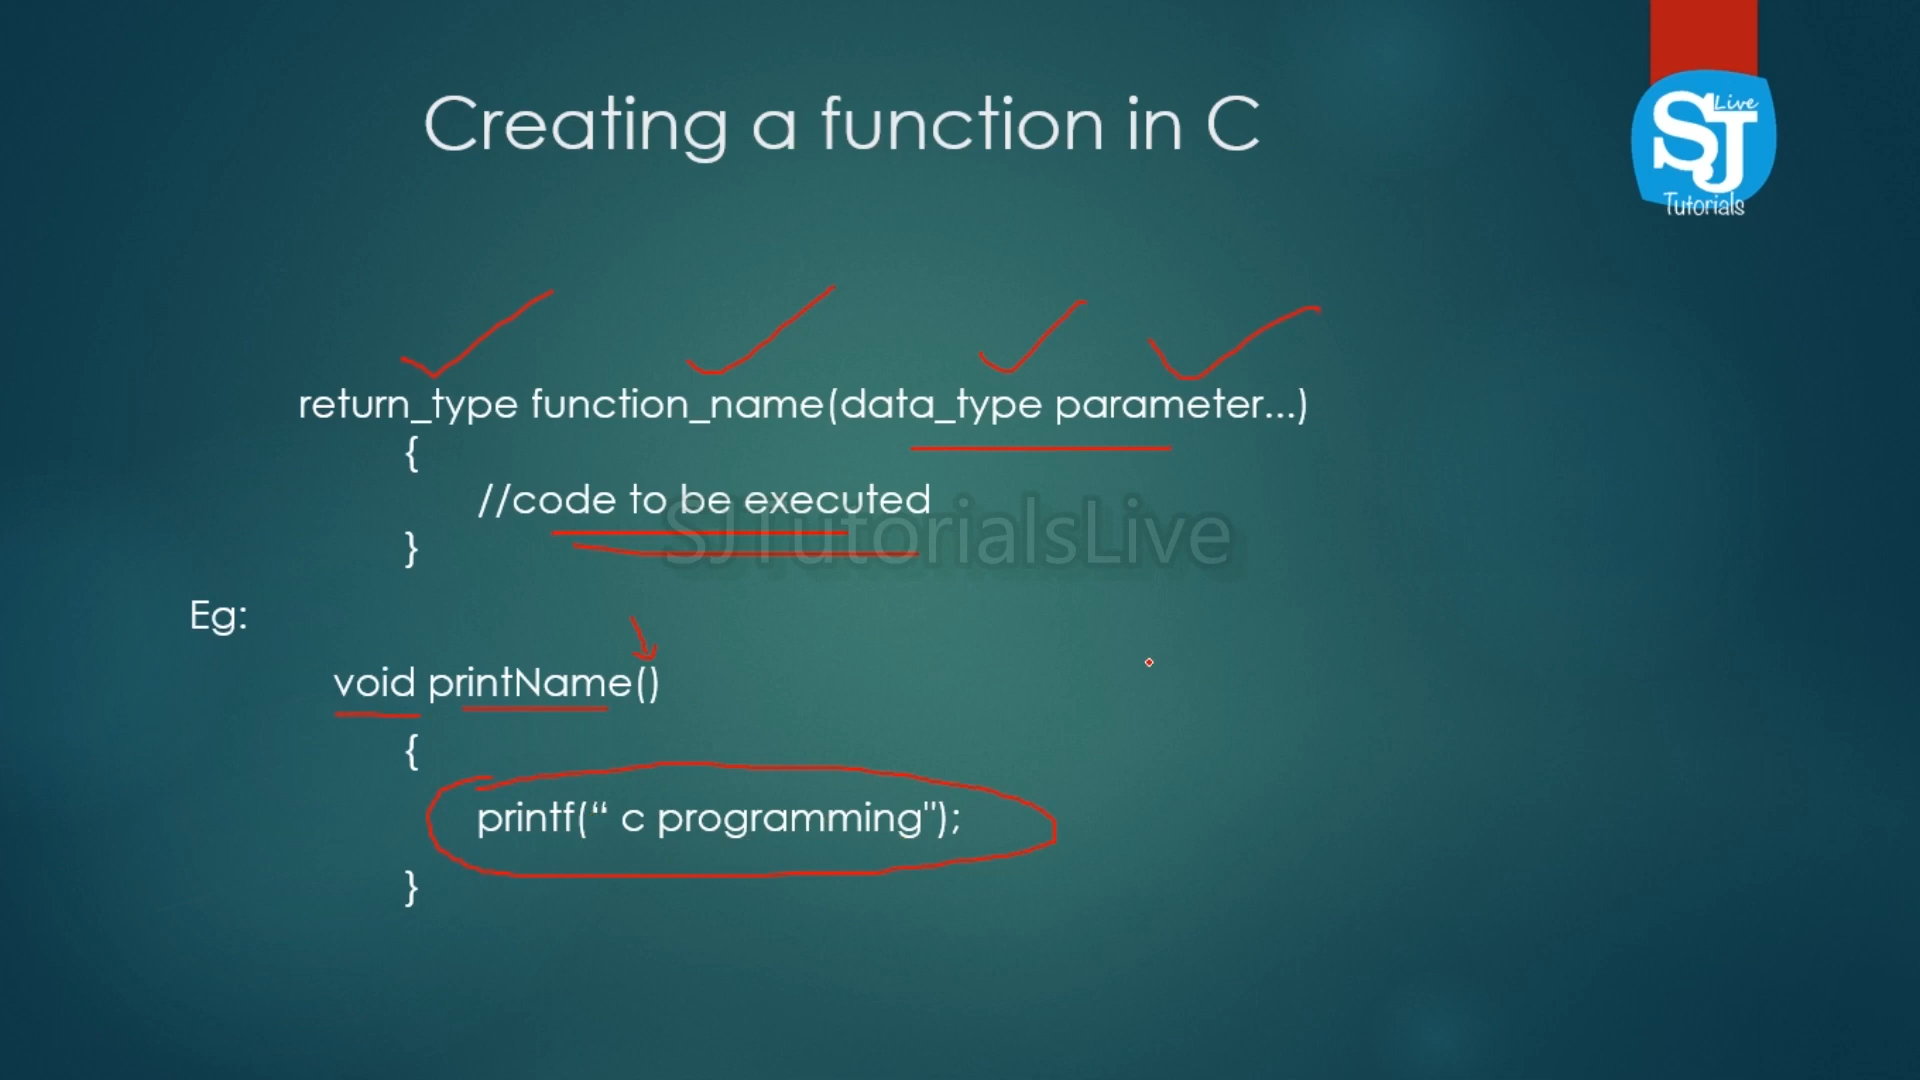 Creating a function in C
Live
SJ
Tutorials
return_type function_name(data_type parameter...)
{
//code to be executed
}
SJTutorialsLive
Eg:
void printName()
{
printf(“ c programming");
}